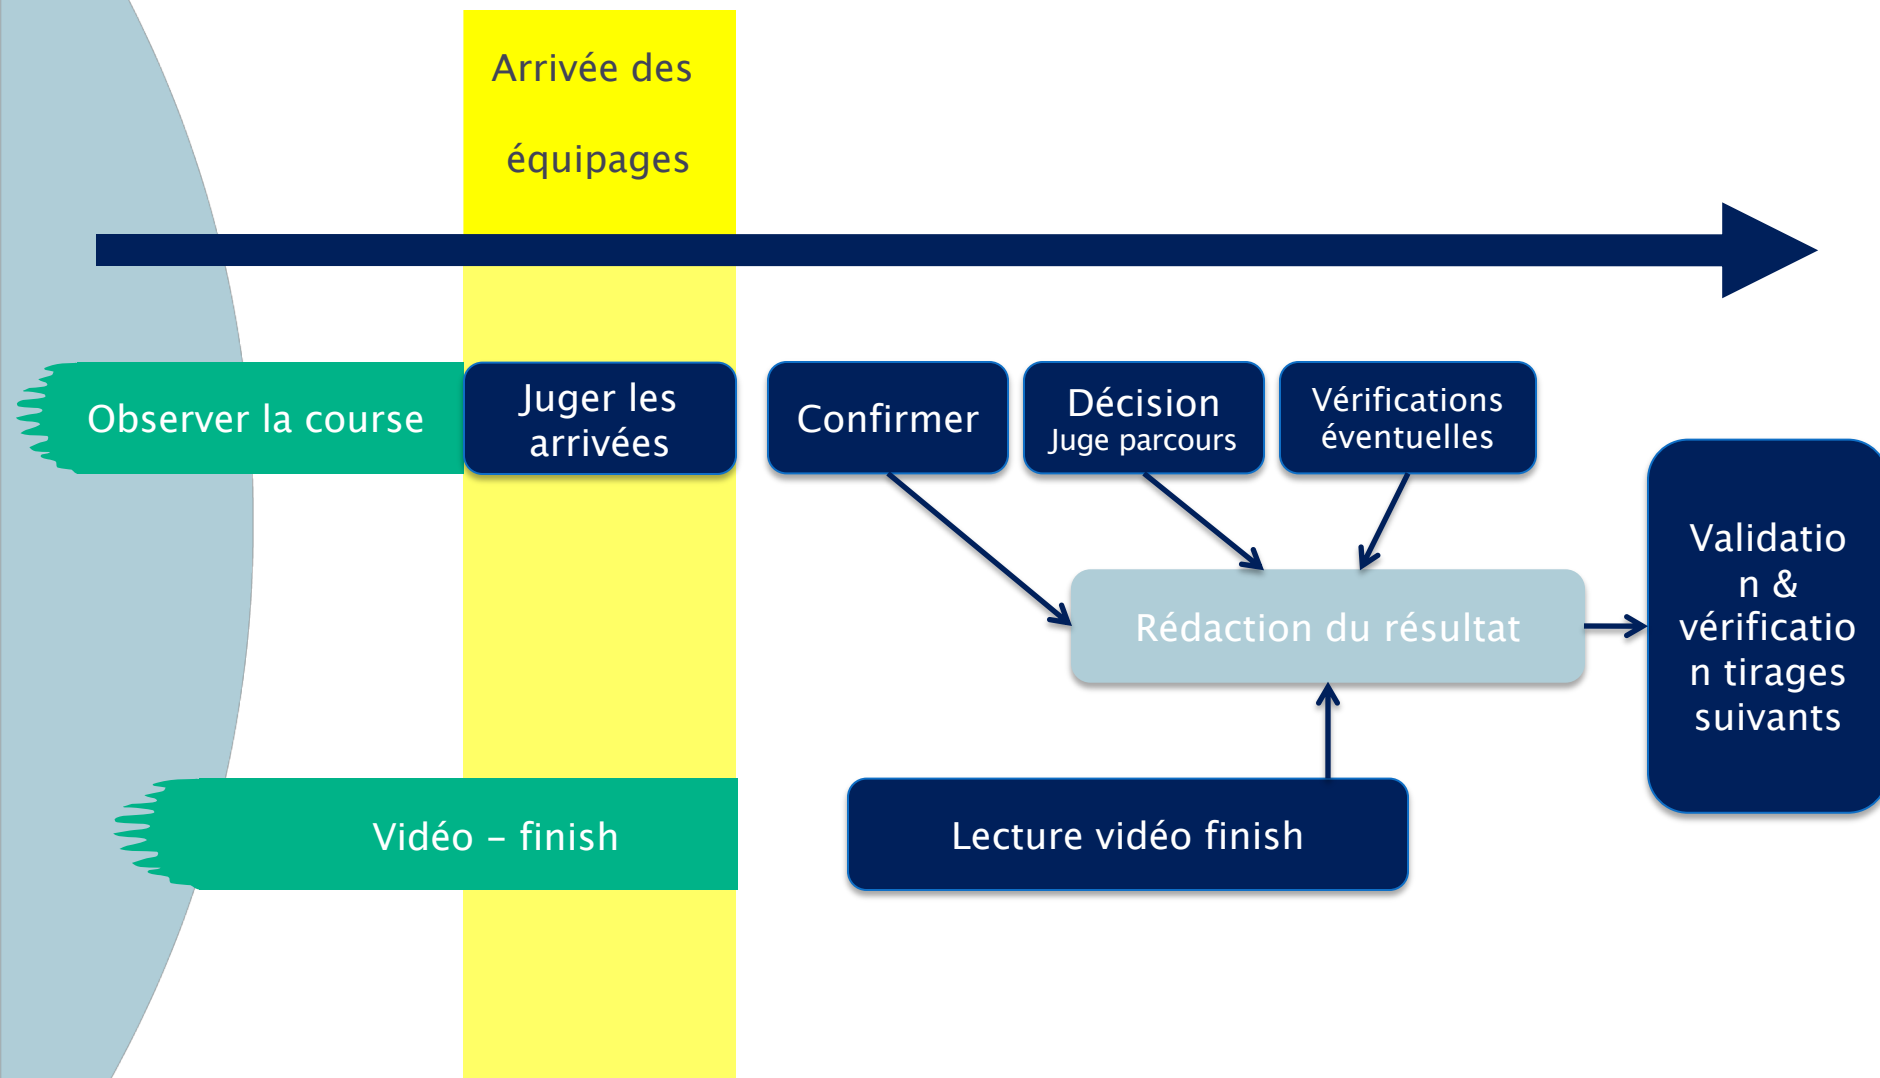 Arrivée des
équipages
Observer la course
Juger les
arrivées
Confirmer
Décision
Juge parcours
Vérifications
éventuelles
Rédaction du résultat
Validatio
n &
vérificatio
n tirages
suivants
Vidéo – finish
Lecture vidéo finish